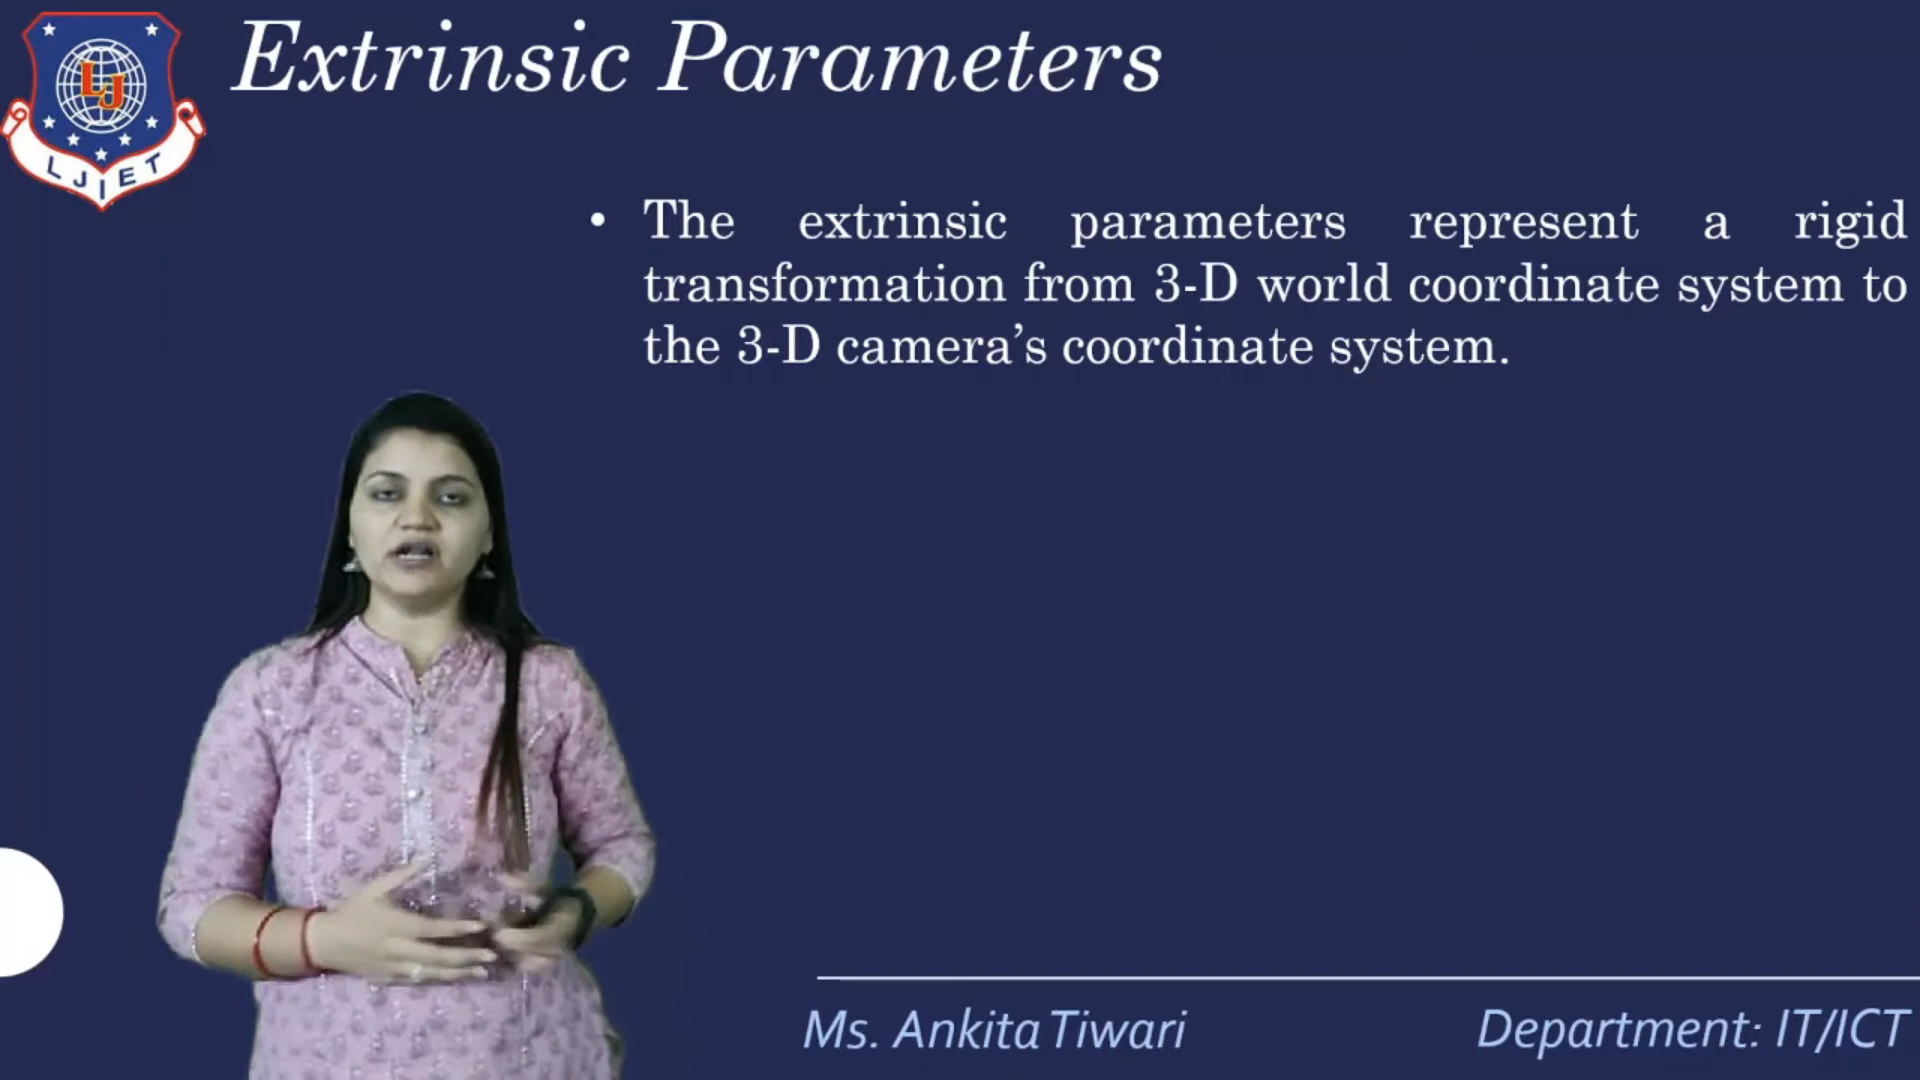 LJ
LJIET
Extrinsic Parameters
• The extrinsic parameters represent a rigid
transformation from 3-D world coordinate system to
the 3-D camera’s coordinate system.
Ms. Ankita Tiwari
Department: IT/ICT